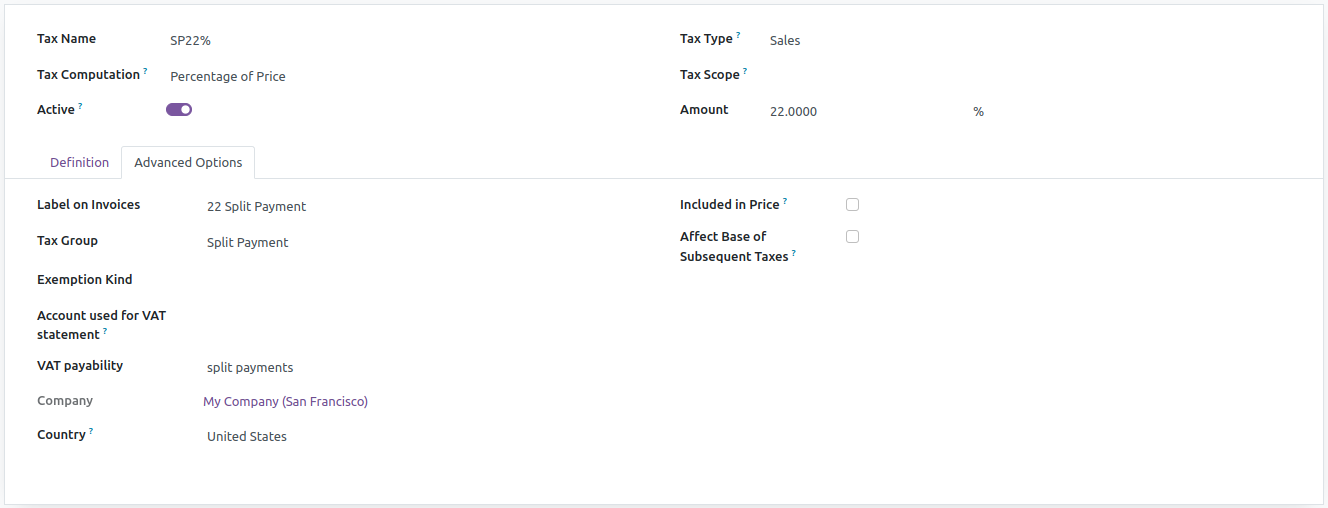 Tax Name SP22%
Tax Type ? Sales
Tax Computation ? Percentage of Price
Tax Scope ?
Active ?
Amount 22.0000 %
Definition Advanced Options
Label on Invoices 22 Split Payment
Included in Price ?
Tax Group Split Payment
Affect Base of
Subsequent Taxes ?
Exemption Kind
Account used for VAT
statement ?
VAT payability split payments
Company My Company (San Francisco)
Country ? United States